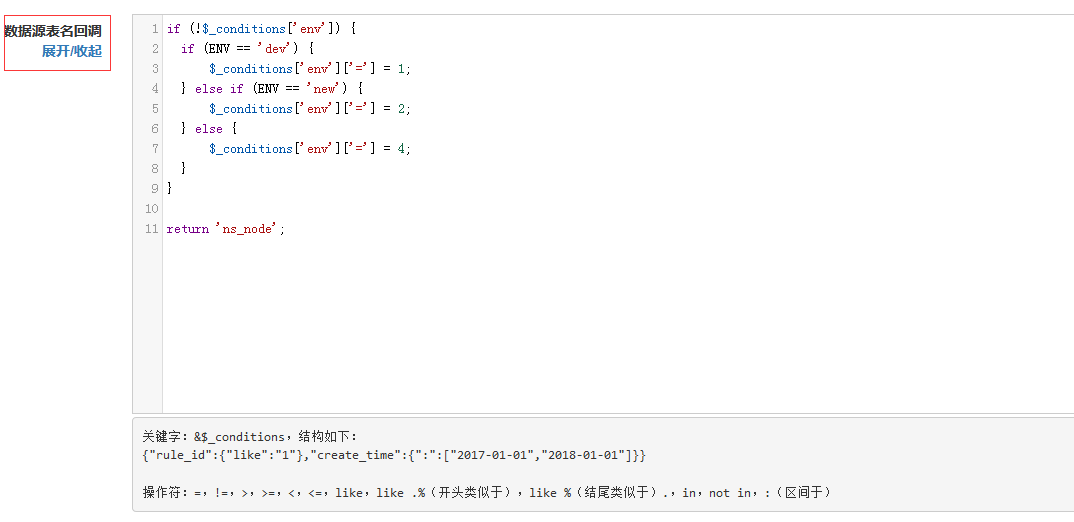 数据源表名回调
展开/收起
1 if (!$_conditions['env']) {
2   if (ENV == 'dev') {
3       $_conditions['env']['='] = 1;
4   } else if (ENV == 'new') {
5       $_conditions['env']['='] = 2;
6   } else {
7       $_conditions['env']['='] = 4;
8   }
9 }
10
11 return 'ns_node';
关键字：&$_conditions，结构如下：
{"rule_id":{"like":"1"},"create_time":{":":["2017-01-01","2018-01-01"]}}
操作符：=，!=，>，>=，<，<=，like，like .%（开头类似于），like %（结尾类似于）.，in，not in，:（区间于）